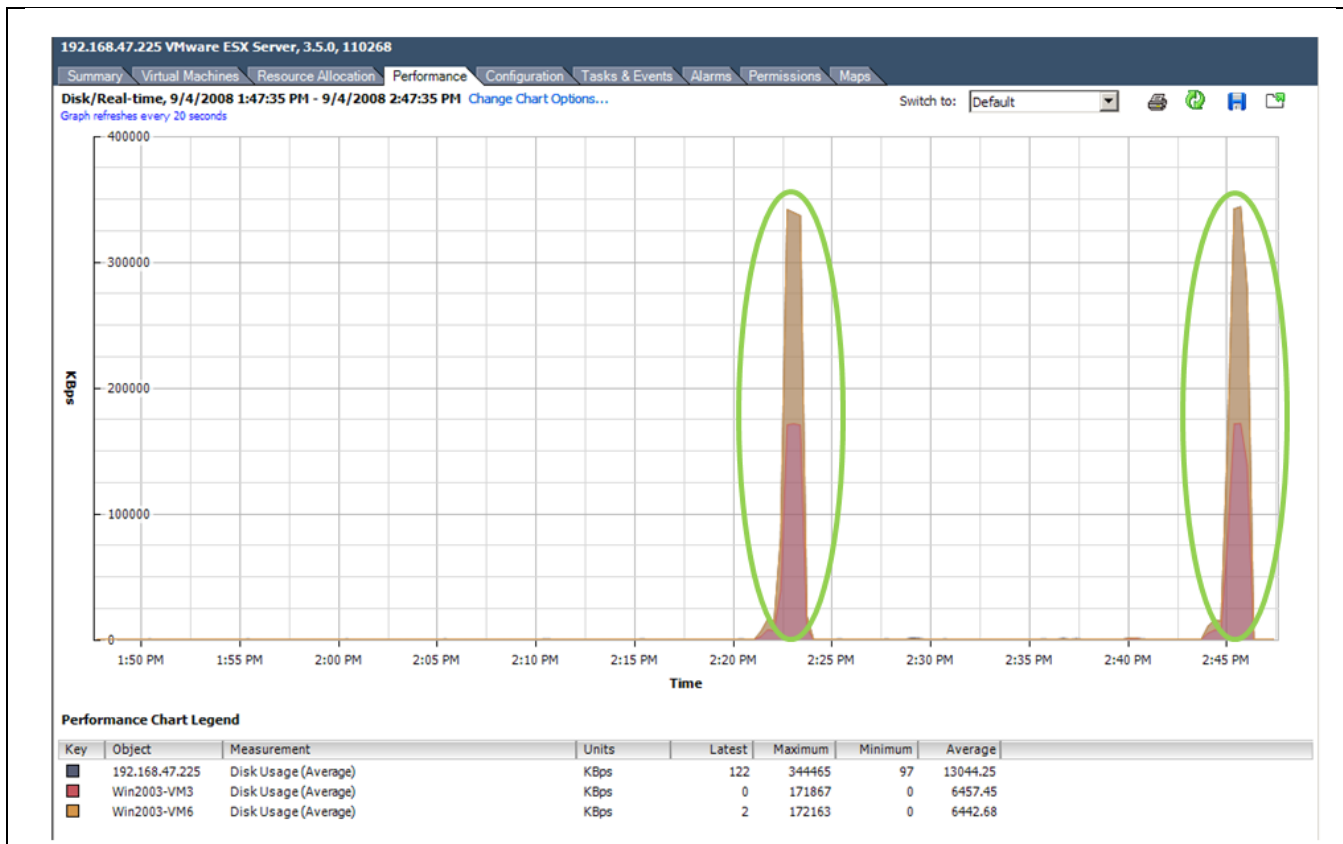 192.168.47.225 VMware ESX Server, 3.5.0, 110268
Summary Virtual Machines Resource Allocation Performance Configuration Tasks & Events Alarms Permissions Maps
Disk/Real-time, 9/4/2008 1:47:35 PM - 9/4/2008 2:47:35 PM Change Chart Options... Switch to: Default
Graph refreshes every 20 seconds
400000
300000
200000
100000
0
KBps
1:50 PM 1:55 PM 2:00 PM 2:05 PM 2:10 PM 2:15 PM 2:20 PM 2:25 PM 2:30 PM 2:35 PM 2:40 PM 2:45 PM
Time
Performance Chart Legend
Key Object Measurement Units Latest Maximum Minimum Average
192.168.47.225 Disk Usage (Average) KBps 122 344465 97 13044.25
Win2003-VM3 Disk Usage (Average) KBps 0 171867 0 6457.45
Win2003-VM6 Disk Usage (Average) KBps 2 172163 0 6442.68